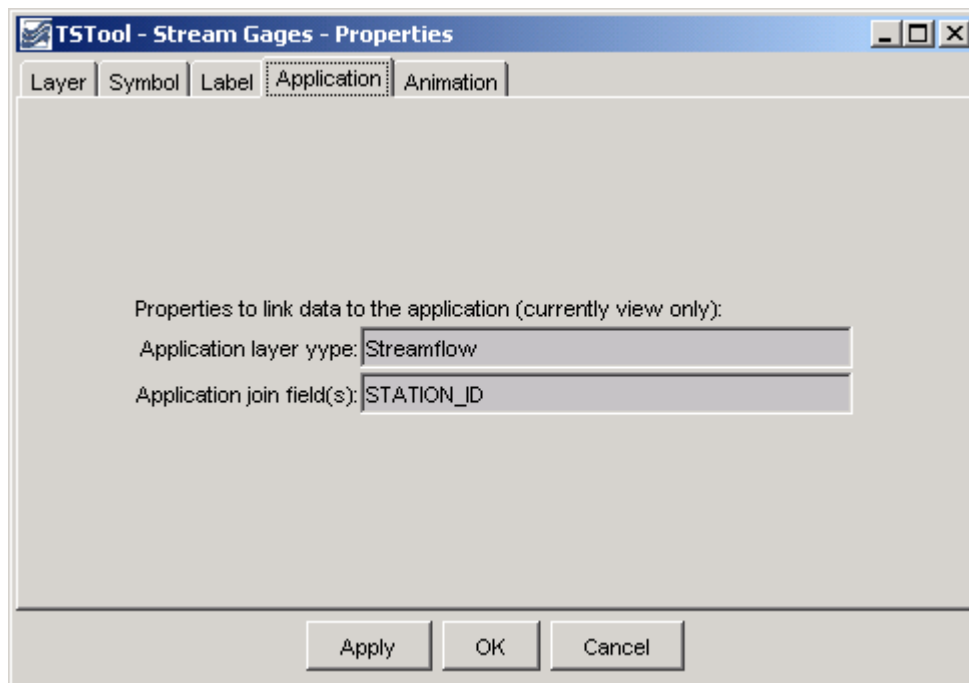 TSTool - Stream Gages - Properties
Layer Symbol Label Application Animation
Properties to link data to the application (currently view only):
Application layer yype: Streamflow
Application join field(s): STATION_ID
Apply OK Cancel